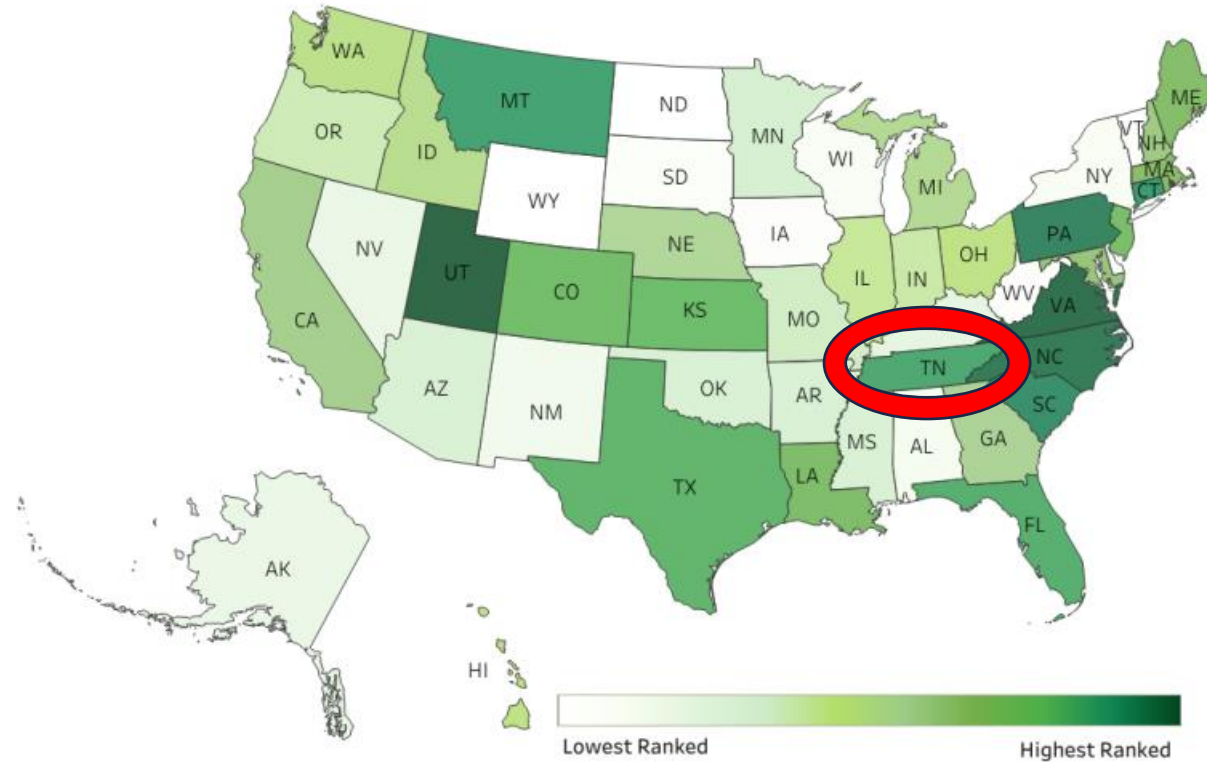 WA
MT
ND
MN
ME
OR
ID
SD
WI
VT
NH
WY
MI
NY
MA
CT
NV
UT
CO
NE
IA
IL
IN
OH
PA
CA
KS
MO
WV
VA
AZ
NM
OK
AR
TN
NC
SC
MS
AL
GA
TX
LA
FL
AK
HI
Lowest Ranked
Highest Ranked